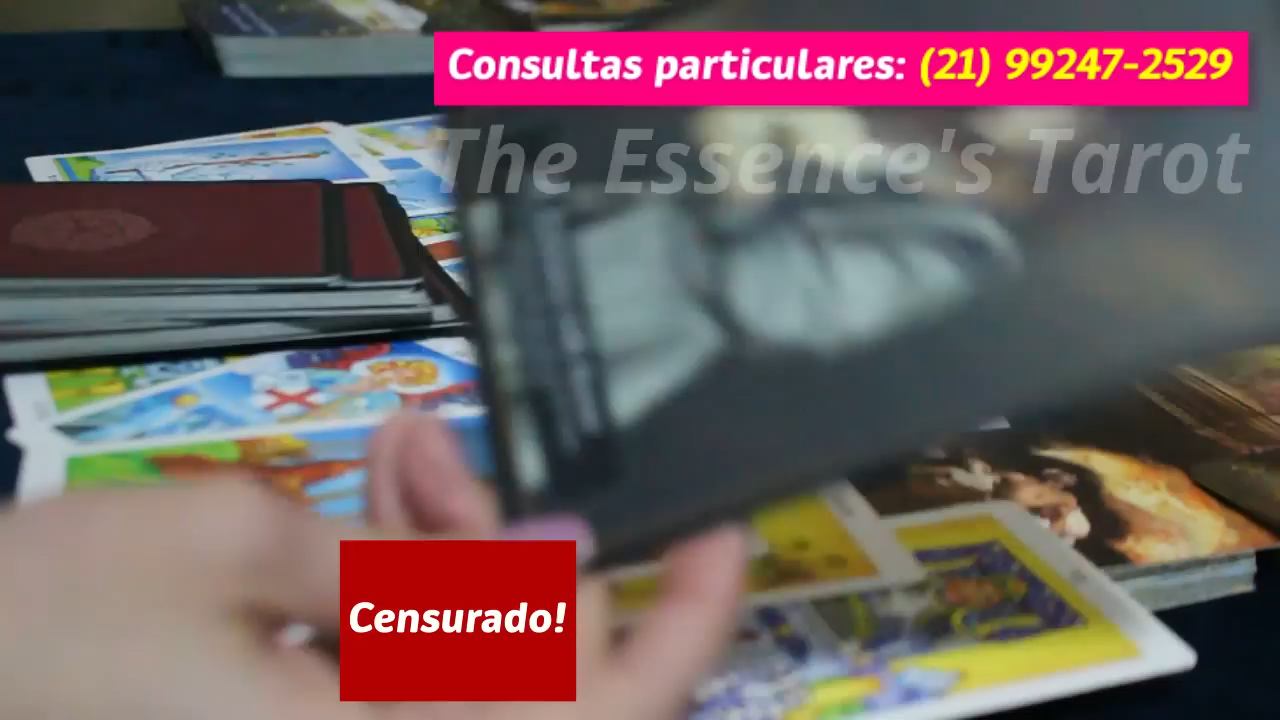 Consultas particulares: (21) 99247-2529
The Essence's Tarot
Censurado!